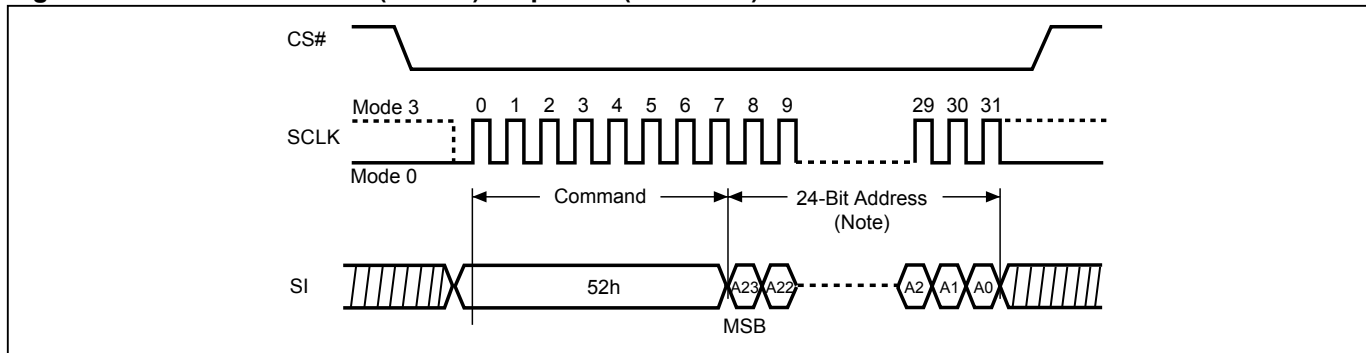 CS#
Mode 3
0 1 2 3 4 5 6 7 8 9 29 30 31
SCLK
Mode 0
Command
24-Bit Address
(Note)
SI
52h
A23 A22 A2 A1 A0
MSB